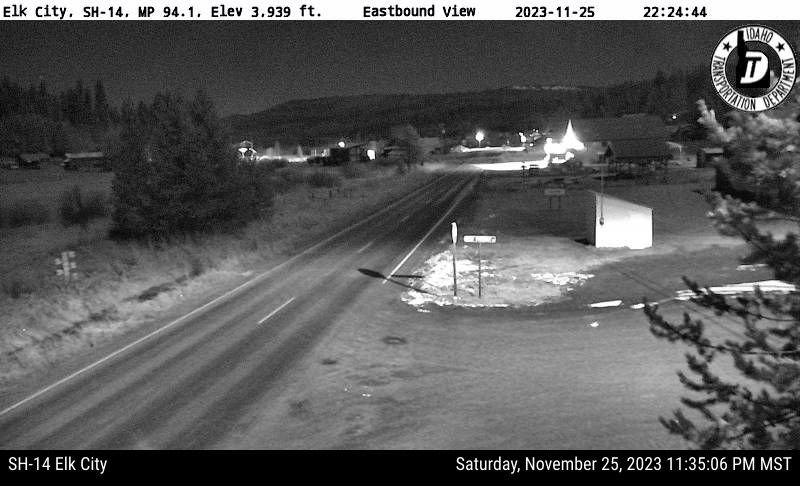 Elk City, SH-14, MP 94.1, Elev 3,939 ft. Eastbound View 2023-11-25 22:24:44
IDAHO
TRANSPORTATION DEPARTMENT
SH-14 Elk City
Saturday, November 25, 2023 11:35:06 PM MST